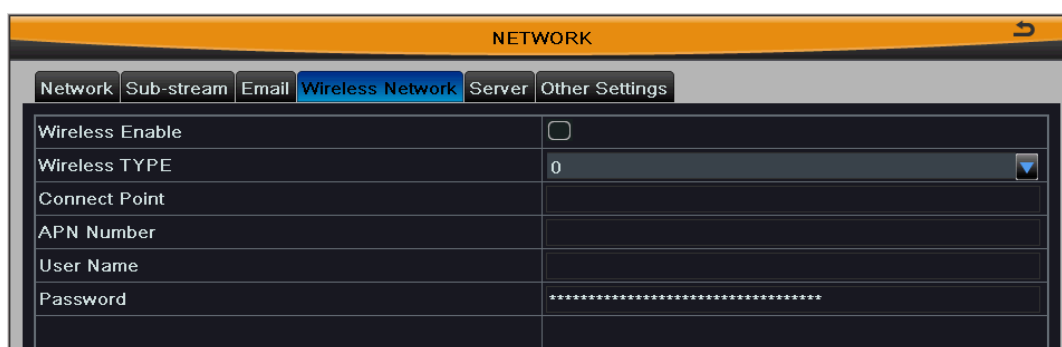 NETWORK
Network Sub-stream Email Wireless Network Server Other Settings
Wireless Enable
Wireless TYPE 0
Connect Point
APN Number
User Name
Password ***********************************